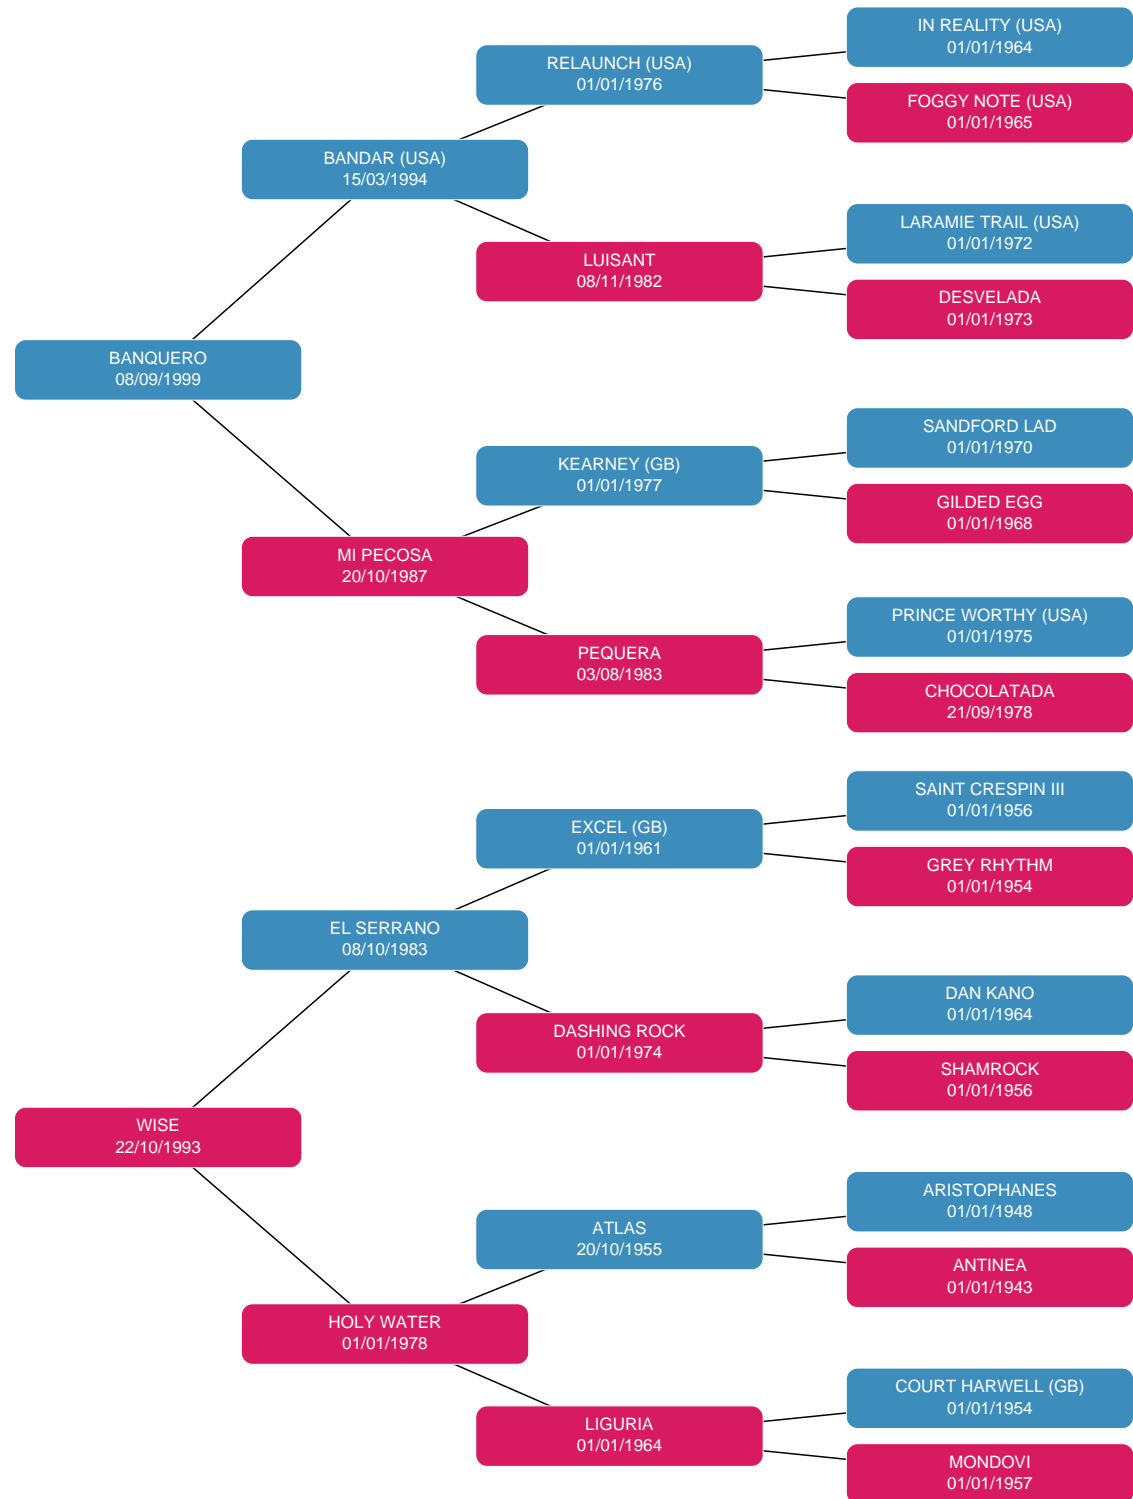 IN REALITY (USA)
01/01/1964
RELAUNCH (USA)
01/01/1976
FOGGY NOTE (USA)
01/01/1965
BANDAR (USA)
15/03/1994
LARAMIE TRAIL (USA)
01/01/1972
LUISANT
08/11/1982
DESVELADA
01/01/1973
BANQUERO
08/09/1999
SANDFORD LAD
01/01/1970
KEARNEY (GB)
01/01/1977
GILDED EGG
01/01/1968
MI PECOSA
20/10/1987
PRINCE WORTHY (USA)
01/01/1975
PEQUERA
03/08/1983
CHOCOLATADA
21/09/1978
SAINT CRESPIN III
01/01/1956
EXCEL (GB)
01/01/1961
GREY RHYTHM
01/01/1954
EL SERRANO
08/10/1983
DAN KANO
01/01/1964
DASHING ROCK
01/01/1974
SHAMROCK
01/01/1956
WISE
22/10/1993
ARISTOPHANES
01/01/1948
ATLAS
20/10/1955
ANTINEA
01/01/1943
HOLY WATER
01/01/1978
COURT HARWELL (GB)
01/01/1954
LIGURIA
01/01/1964
MONDOVI
01/01/1957